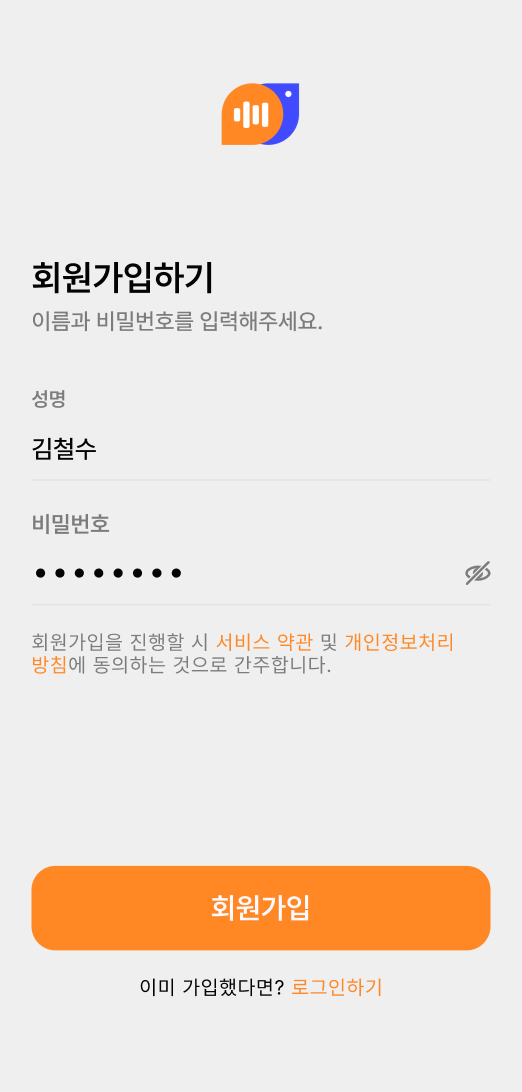 회원가입하기
이름과 비밀번호를 입력해주세요.
성명
김철수
비밀번호
••••••••
회원가입을 진행할 시 서비스 약관 및 개인정보처리
방침에 동의하는 것으로 간주합니다.
회원가입
이미 가입했다면? 로그인하기